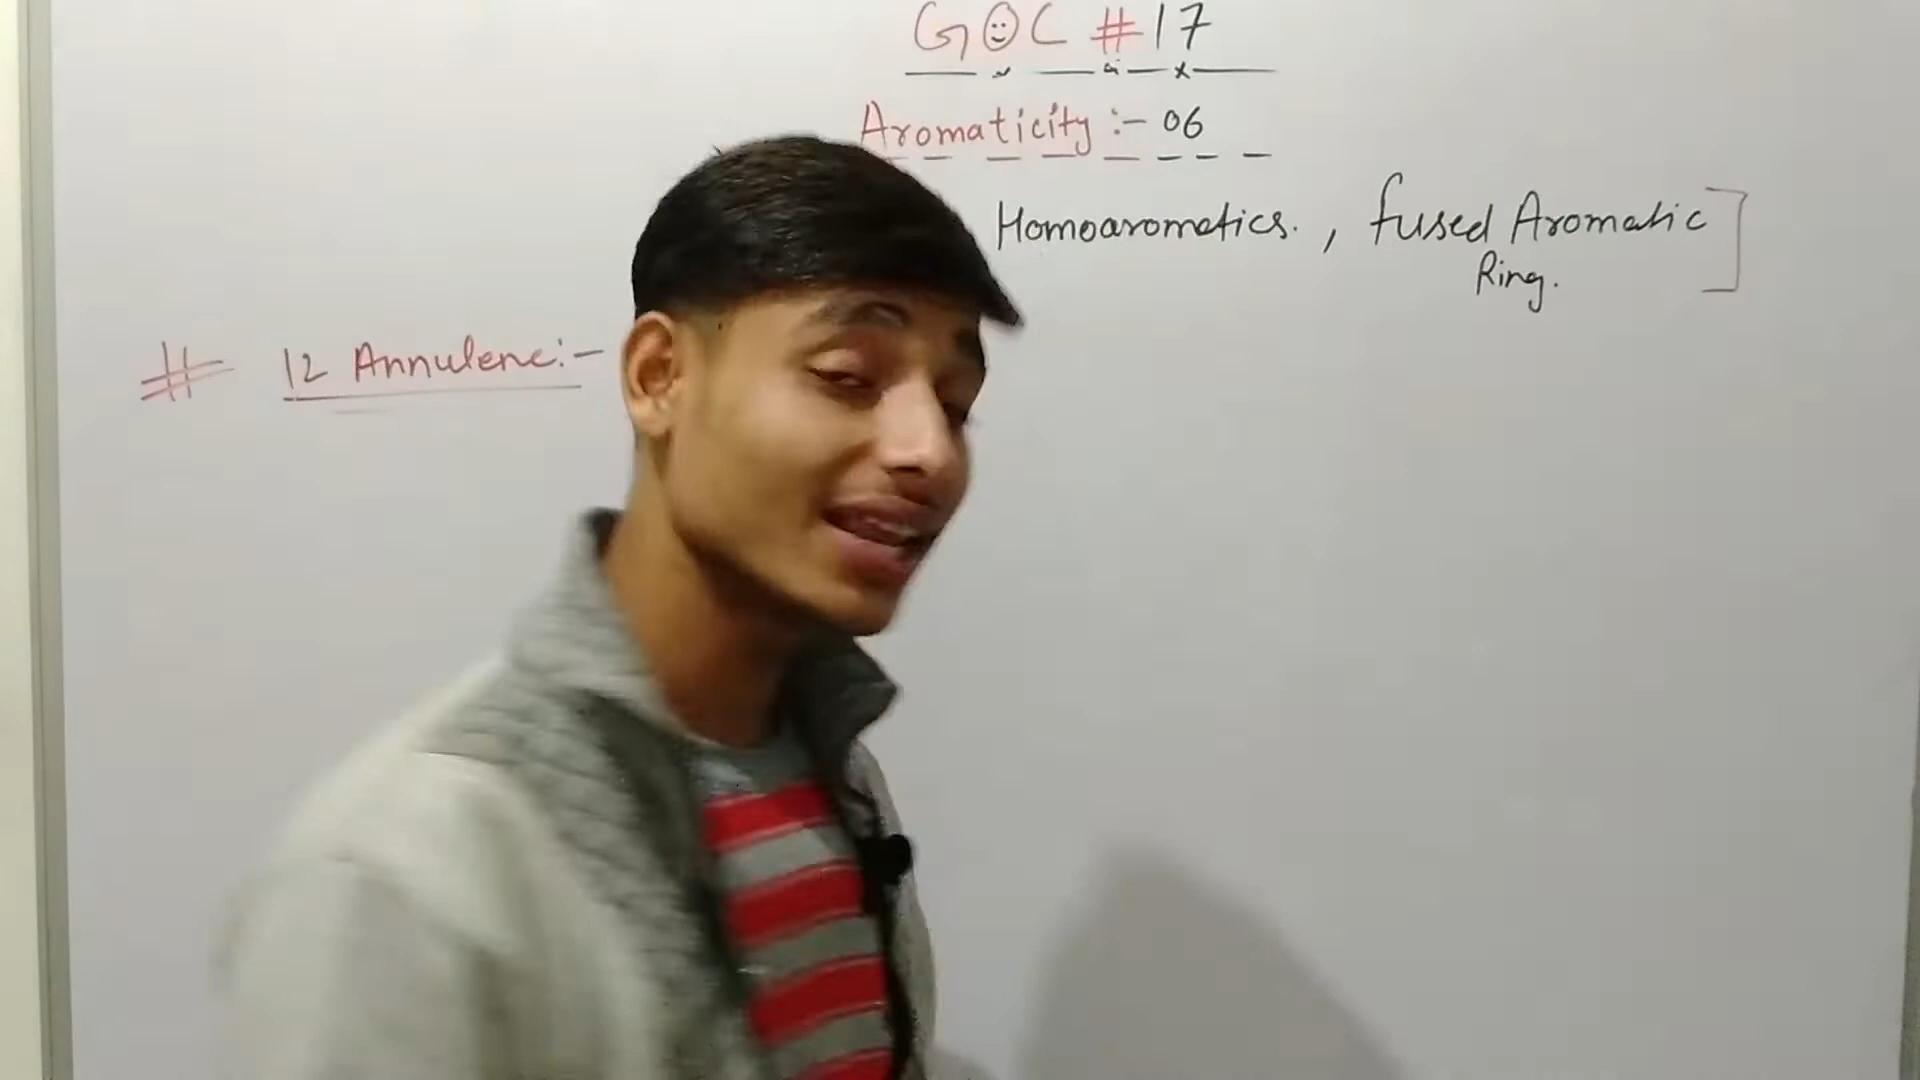 GOC #17
Aromaticity :- 06
Homoaromatics. , fused Aromatic ]
Ring.
# 12 Annulene:-